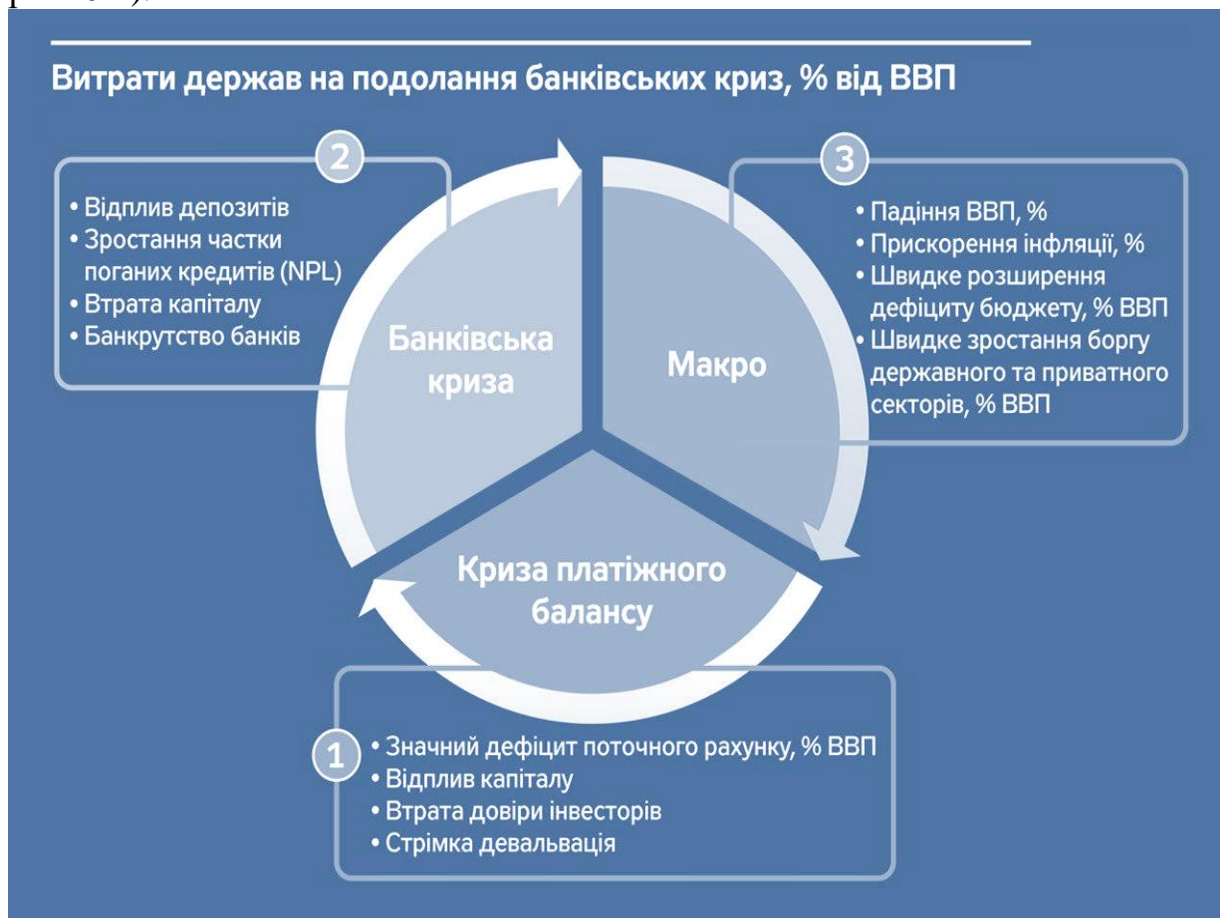 Витрати держав на подолання банківських криз, % від ВВП
2
• Відплив депозитів
• Зростання частки
поганих кредитів (NPL)
• Втрата капіталу
• Банкрутство банків
Банківська
криза
3
• Падіння ВВП, %
• Прискорення інфляції, %
• Швидке розширення
дефіциту бюджету, % ВВП
• Швидке зростання боргу
державного та приватного
секторів, % ВВП
Макро
Криза платіжного
балансу
1
• Значний дефіцит поточного рахунку, % ВВП
• Відплив капіталу
• Втрата довіри інвесторів
• Стрімка девальвація